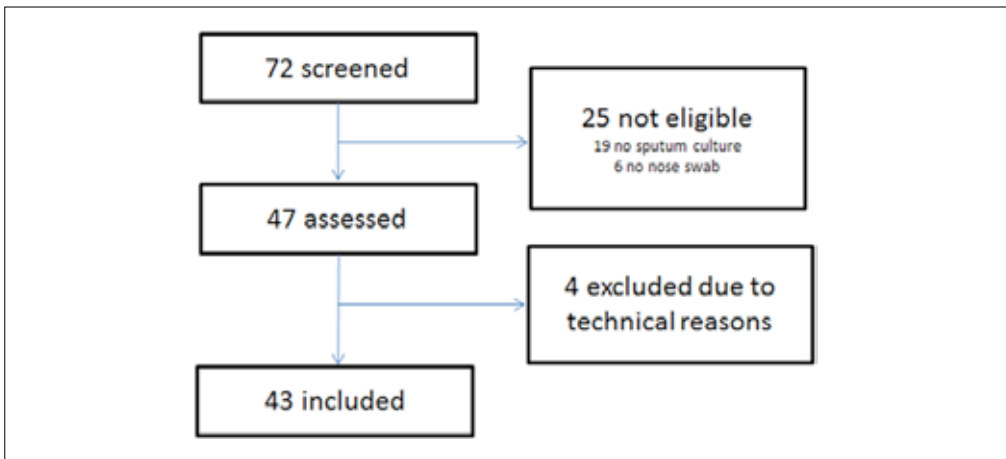 72 screened
25 not eligible
19 no sputum culture
6 no nose swab
47 assessed
4 excluded due to
technical reasons
43 included